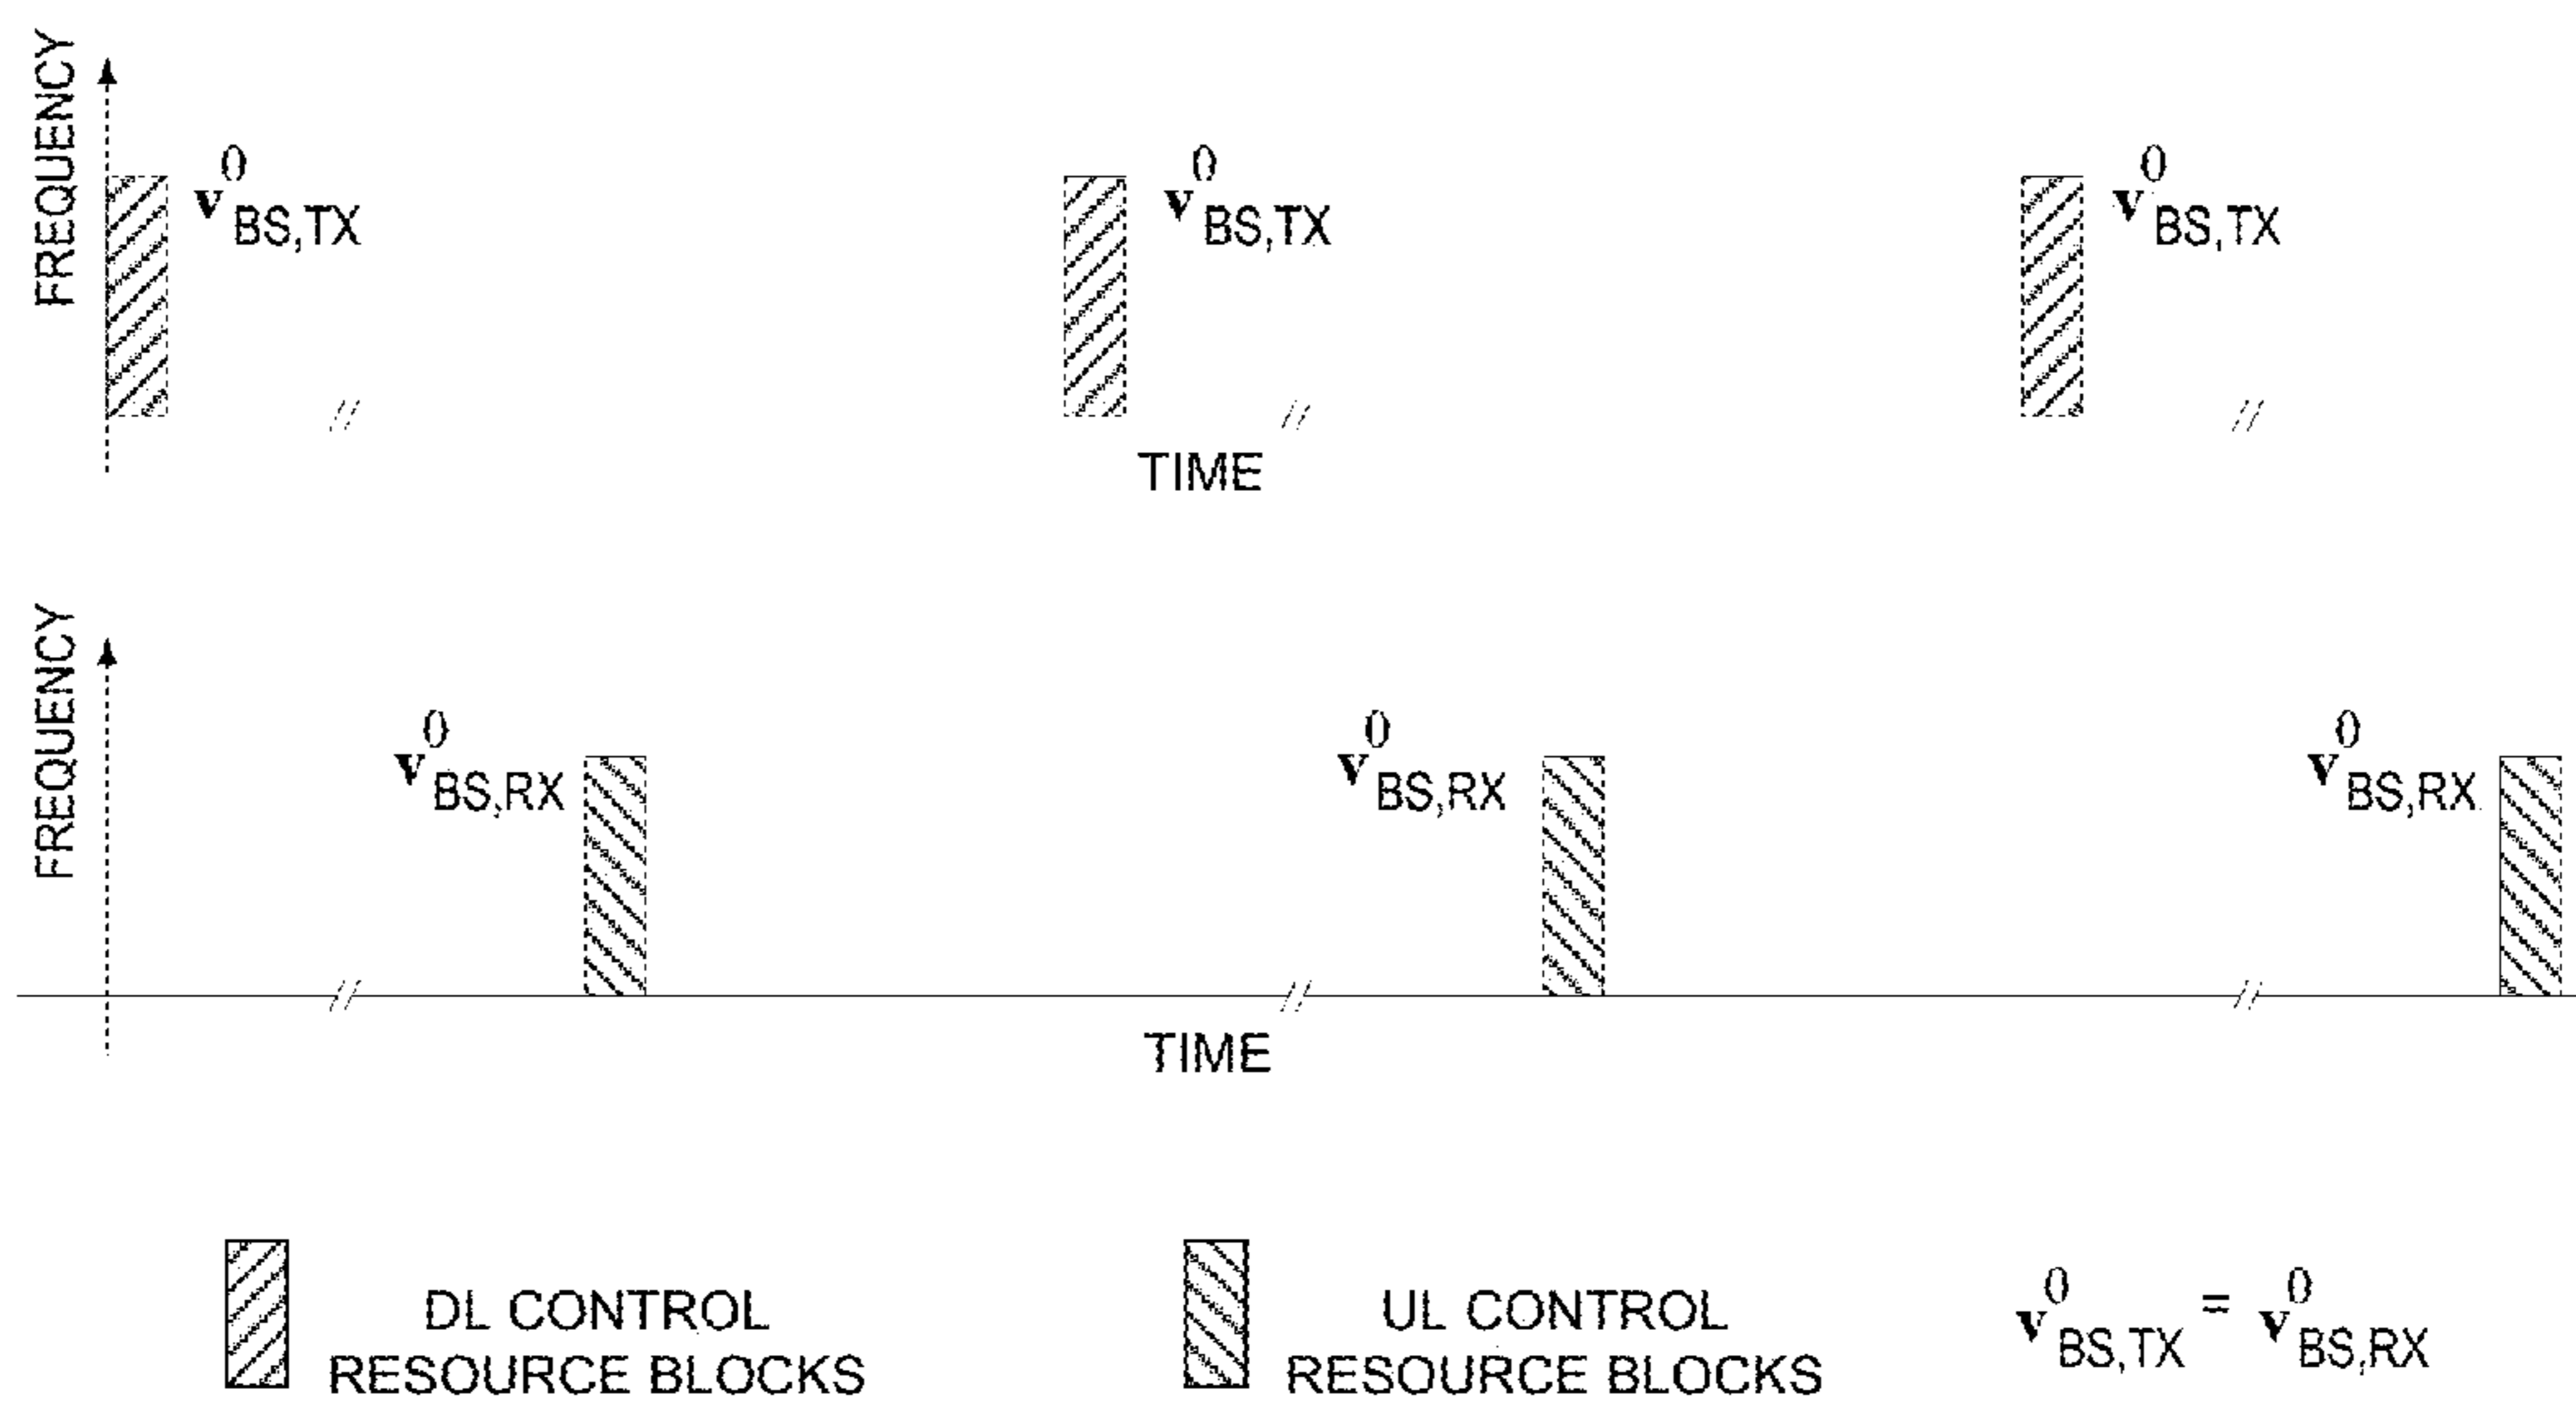 FREQUENCY
v⁰BS,TX
v⁰BS,TX
v⁰BS,TX
TIME
FREQUENCY
v⁰BS,RX
v⁰BS,RX
v⁰BS,RX
TIME
DL CONTROL
RESOURCE BLOCKS
UL CONTROL
RESOURCE BLOCKS
v⁰BS,TX = v⁰BS,RX